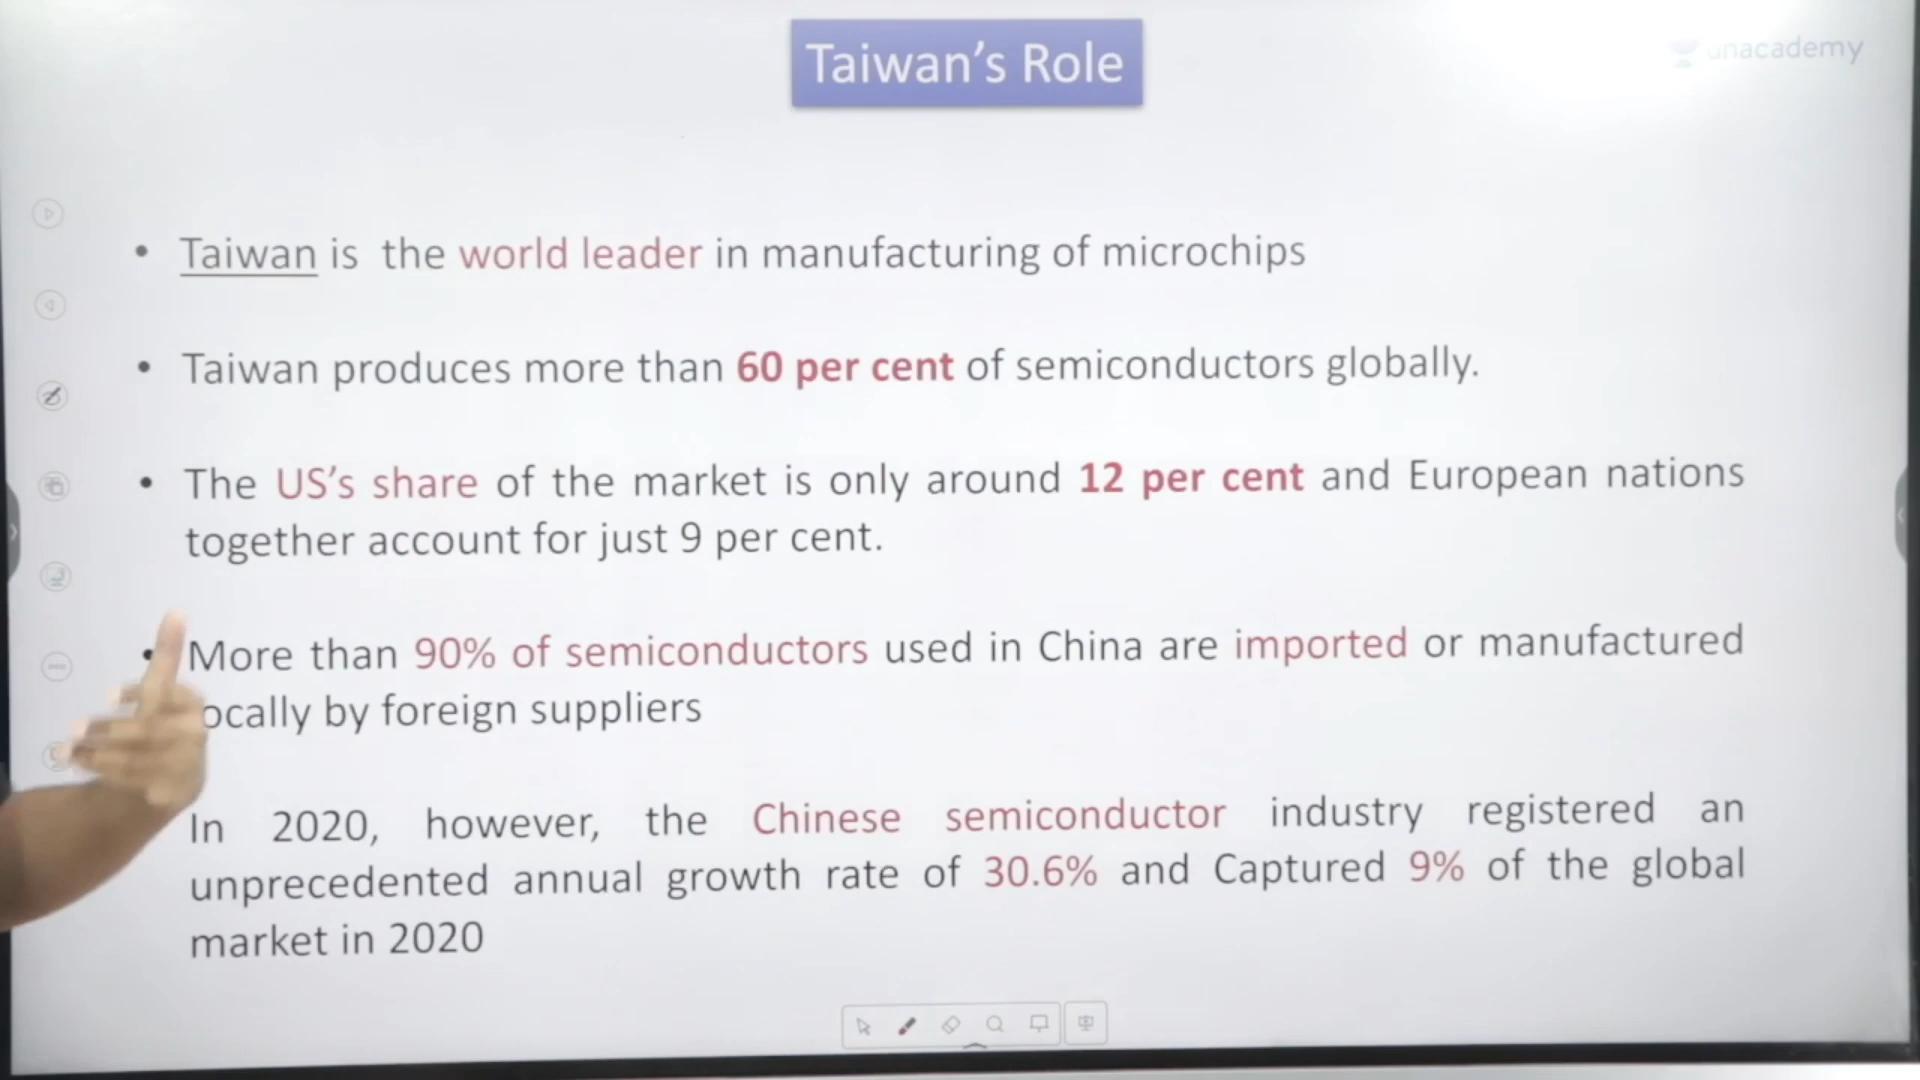 Taiwan's Role
unacademy
• Taiwan is the world leader in manufacturing of microchips
• Taiwan produces more than 60 per cent of semiconductors globally.
• The US's share of the market is only around 12 per cent and European nations
together account for just 9 per cent.
• More than 90% of semiconductors used in China are imported or manufactured
ocally by foreign suppliers
In 2020, however, the Chinese semiconductor industry registered an
unprecedented annual growth rate of 30.6% and Captured 9% of the global
market in 2020